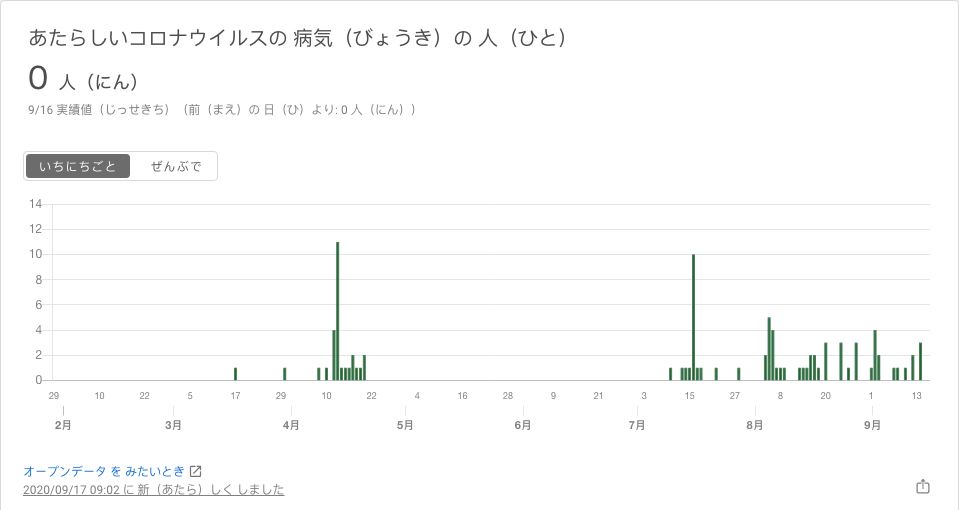 あたらしいコロナウイルスの 病気（びょうき）の 人（ひと）
0 人（にん）
9/16 実績値（じっせきち）（前（まえ）の 日（ひ）より: 0 人（にん））
いちにちごと ぜんぶで
14
12
10
8
6
4
2
0
29 10 22 5 17 29 10 22 4 16 28 9 21 3 15 27 8 20 1 13
2月 3月 4月 5月 6月 7月 8月 9月
オープンデータ を みたいとき
2020/09/17 09:02 に 新（あたら）しく しました